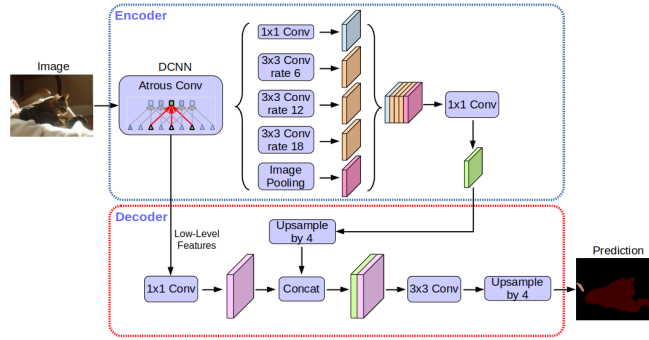 Encoder
Image
DCNN
Atrous Conv
1x1 Conv
3x3 Conv
rate 6
3x3 Conv
rate 12
3x3 Conv
rate 18
Image
Pooling
1x1 Conv
Decoder
Low-Level
Features
Upsample
by 4
1x1 Conv
Concat
3x3 Conv
Upsample
by 4
Prediction